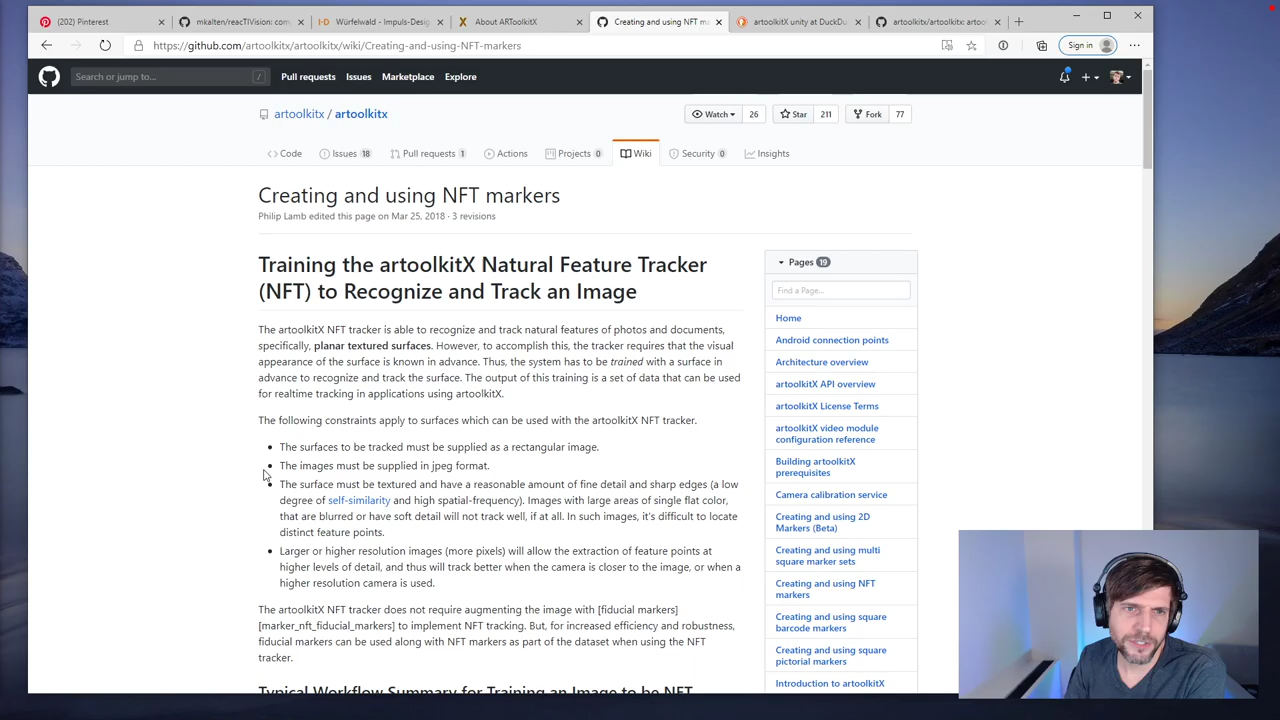 (202) Pinterest
mkalten/reacTIVision: com
Würfelwald - Impuls-Desig
About ARToolkitX
Creating and using NFT ma
artoolkitX unity at DuckDu
artoolkitx/artoolkitx: artoo
https://github.com/artoolkitx/artoolkitx/wiki/Creating-and-using-NFT-markers
Sign in
Search or jump to...
/
Pull requests
Issues
Marketplace
Explore
artoolkitx / artoolkitx
Watch 26
Star 211
Fork 77
Code
Issues 18
Pull requests 1
Actions
Projects 0
Wiki
Security 0
Insights
Creating and using NFT markers
Philip Lamb edited this page on Mar 25, 2018 · 3 revisions
Training the artoolkitX Natural Feature Tracker
(NFT) to Recognize and Track an Image
The artoolkitX NFT tracker is able to recognize and track natural features of photos and documents,
specifically, planar textured surfaces. However, to accomplish this, the tracker requires that the visual
appearance of the surface is known in advance. Thus, the system has to be trained with a surface in
advance to recognize and track the surface. The output of this training is a set of data that can be used
for realtime tracking in applications using artoolkitX.
The following constraints apply to surfaces which can be used with the artoolkitX NFT tracker.
The surfaces to be tracked must be supplied as a rectangular image.
The images must be supplied in jpeg format.
The surface must be textured and have a reasonable amount of fine detail and sharp edges (a low
degree of self-similarity and high spatial-frequency). Images with large areas of single flat color,
that are blurred or have soft detail will not track well, if at all. In such images, it's difficult to locate
distinct feature points.
Larger or higher resolution images (more pixels) will allow the extraction of feature points at
higher levels of detail, and thus will track better when the camera is closer to the image, or when a
higher resolution camera is used.
The artoolkitX NFT tracker does not require augmenting the image with [fiducial markers]
[marker_nft_fiducial_markers] to implement NFT tracking. But, for increased efficiency and robustness,
fiducial markers can be used along with NFT markers as part of the dataset when using the NFT
tracker.
Typical Workflow Summary for Training an Image to be NFT
Pages 19
Find a Page...
Home
Android connection points
Architecture overview
artoolkitX API overview
artoolkitX License Terms
artoolkitX video module
configuration reference
Building artoolkitX
prerequisites
Camera calibration service
Creating and using 2D
Markers (Beta)
Creating and using multi
square marker sets
Creating and using NFT
markers
Creating and using square
barcode markers
Creating and using square
pictorial markers
Introduction to artoolkitX